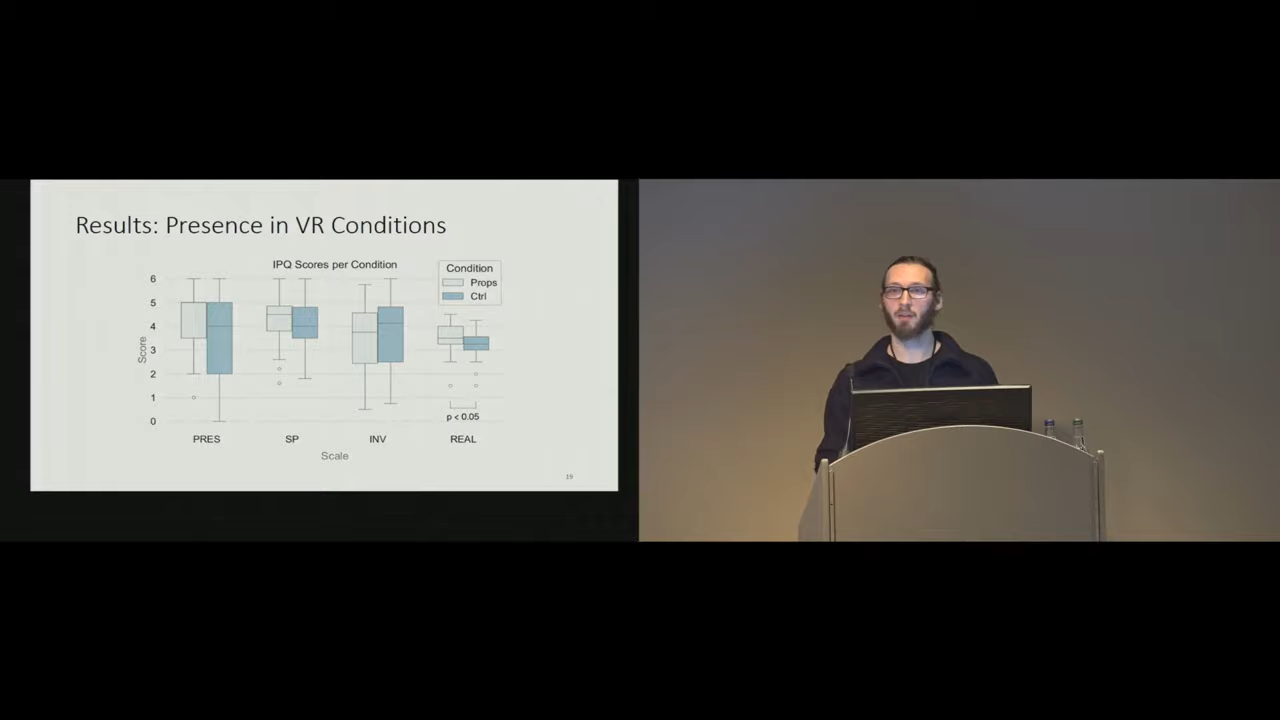 Results: Presence in VR Conditions
IPQ Scores per Condition
Condition
Props
Ctrl
Score
6
5
4
3
2
1
0
p < 0.05
PRES SP INV REAL
Scale
19